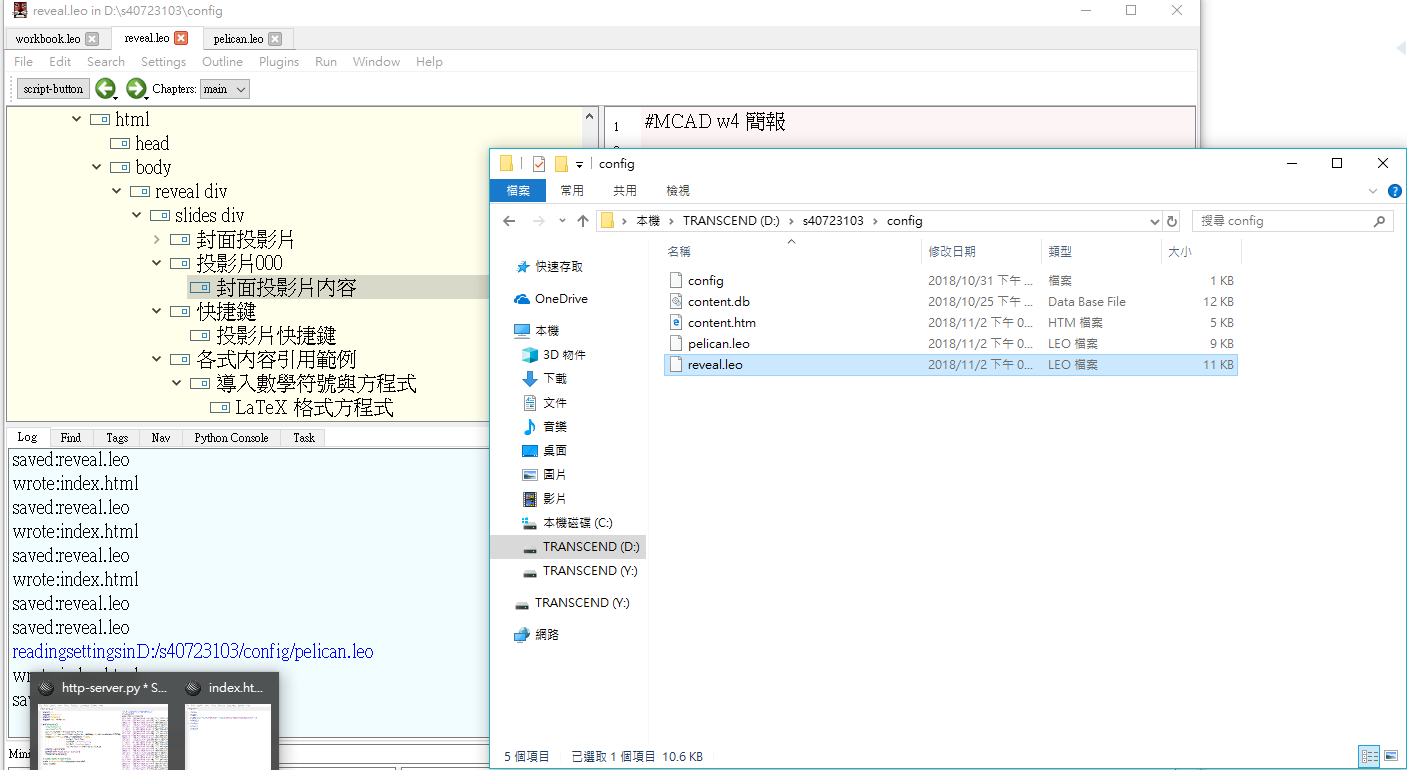 reveal.leo in D:\s40723103\config
workbook.leo reveal.leo pelican.leo
File Edit Search Settings Outline Plugins Run Window Help
script-button Chapters: main
html
head
body
reveal div
slides div
封面投影片
投影片000
封面投影片內容
快捷鍵
投影片快捷鍵
各式內容引用範例
導入數學符號與方程式
LaTeX 格式方程式
1 #MCAD w4 簡報
Log Find Tags Nav Python Console Task
saved:reveal.leo
wrote:index.html
saved:reveal.leo
wrote:index.html
saved:reveal.leo
wrote:index.html
saved:reveal.leo
saved:reveal.leo
readingsettingsinD:/s40723103/config/pelican.leo
http-server.py * S... index.ht...
config
檔案 常用 共用 檢視
本機 TRANSCEND (D:) s40723103 config
搜尋 config
快速存取
OneDrive
本機
3D 物件
下載
文件
音樂
桌面
圖片
影片
本機磁碟 (C:)
TRANSCEND (D:)
TRANSCEND (Y:)
TRANSCEND (Y:)
網路
名稱 修改日期 類型 大小
config 2018/10/31 下午 ... 檔案 1 KB
content.db 2018/10/25 下午 ... Data Base File 12 KB
content.htm 2018/11/2 下午 0... HTM 檔案 5 KB
pelican.leo 2018/11/2 下午 0... LEO 檔案 9 KB
reveal.leo 2018/11/2 下午 0... LEO 檔案 11 KB
5 個項目 已選取 1 個項目 10.6 KB